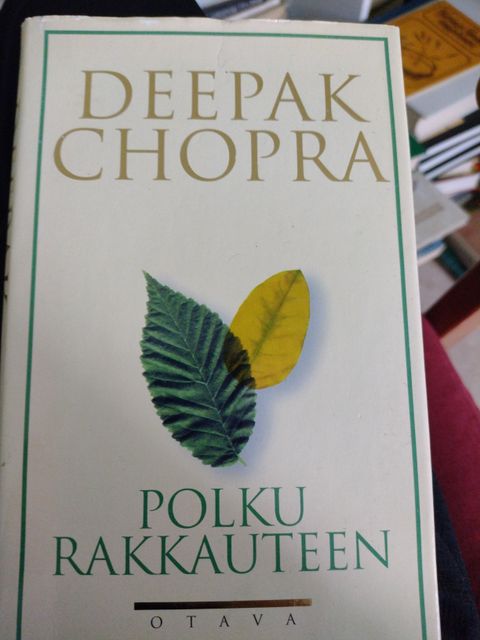 DEEPAK
CHOPRA
POLKU
RAKKAUTEEN
OTAVA